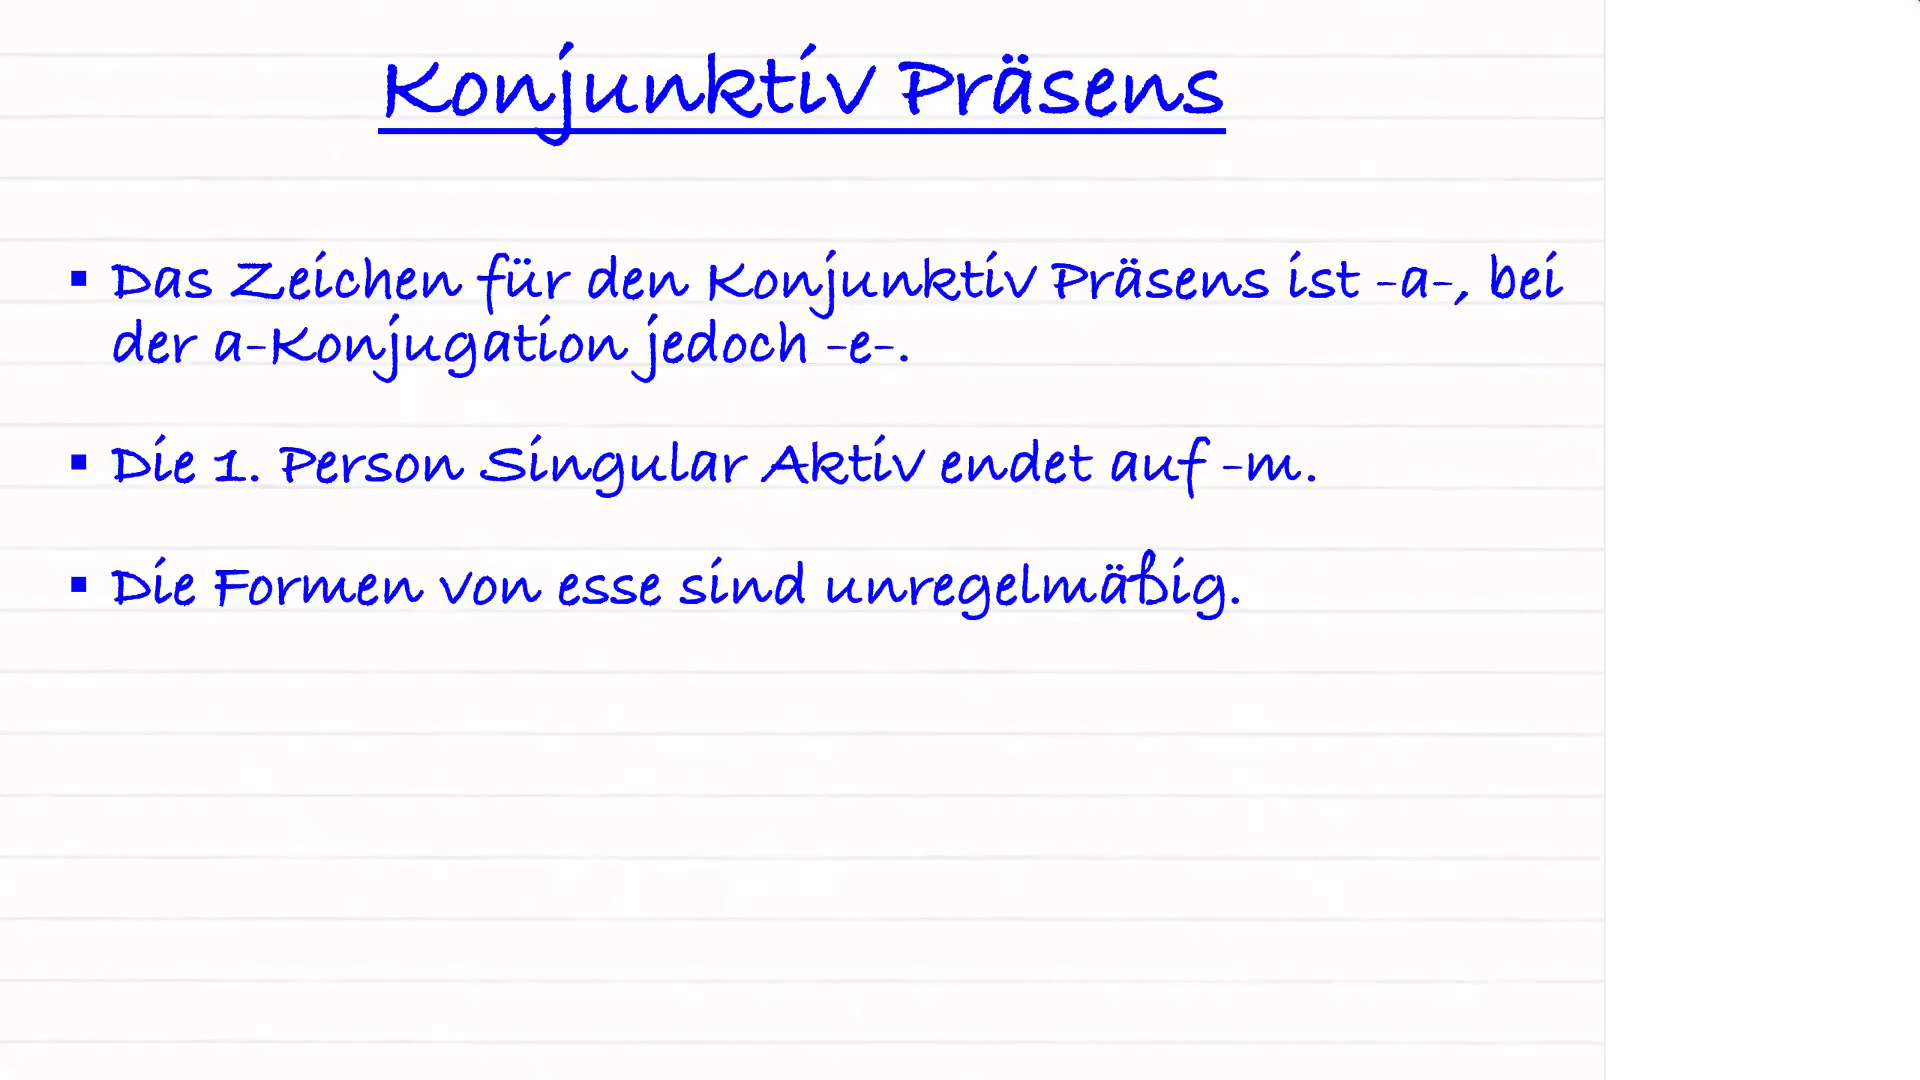 Konjunktiv Präsens
▪ Das Zeichen für den Konjunktiv Präsens ist -a-, bei
der a-Konjugation jedoch -e-.
▪ Die 1. Person Singular Aktiv endet auf -m.
▪ Die Formen von esse sind unregelmäßig.